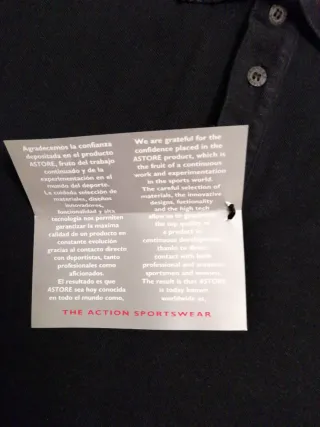 Agradecemos la confianza
depositada en el producto
ASTORE, fruto del trabajo
continuado y de la
experimentación en el
mundo del deporte.
La cuidada selección de
materiales, diseños
innovadores,
funcionalidad y alta
tecnología nos permiten
garantizar la maxima
calidad de un producto en
constante evolución
gracias al contacto directo
con deportistas, tanto
profesionales como
aficionados.
El resultado es que
ASTORE sea hoy conocida
en todo el mundo como,
We are grateful for the
confidence placed in the
ASTORE product, which is
the fruit of a continuous
work and experimentation
in the sports world.
The careful selection of
materials, the innovative
designs, funtionality
and the high tech
allow us to guarantee
the top quality of
a product in
continuous development
thanks to direct
contact with both
professional and amateur
sportsmen and women.
The result is that ASTORE
is today known
worldwide as,
THE ACTION SPORTSWEAR